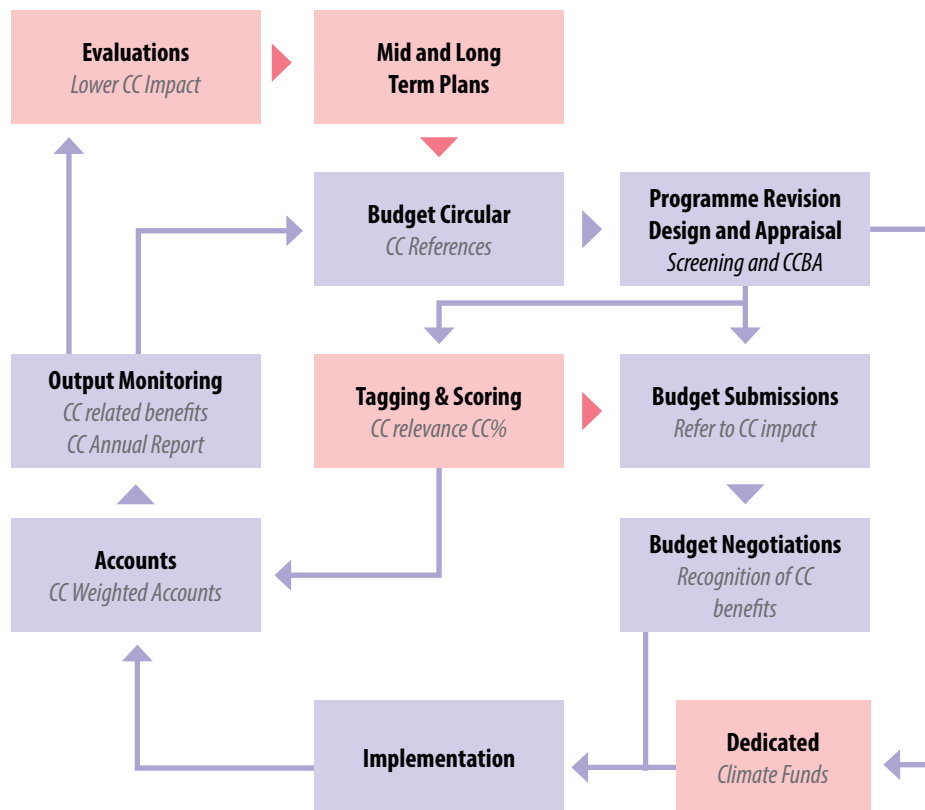 Evaluations
Lower CC Impact
Mid and Long
Term Plans
Budget Circular
CC References
Programme Revision
Design and Appraisal
Screening and CCBA
Output Monitoring
CC related benefits
CC Annual Report
Tagging & Scoring
CC relevance CC%
Budget Submissions
Refer to CC impact
Accounts
CC Weighted Accounts
Budget Negotiations
Recognition of CC
benefits
Implementation
Dedicated
Climate Funds